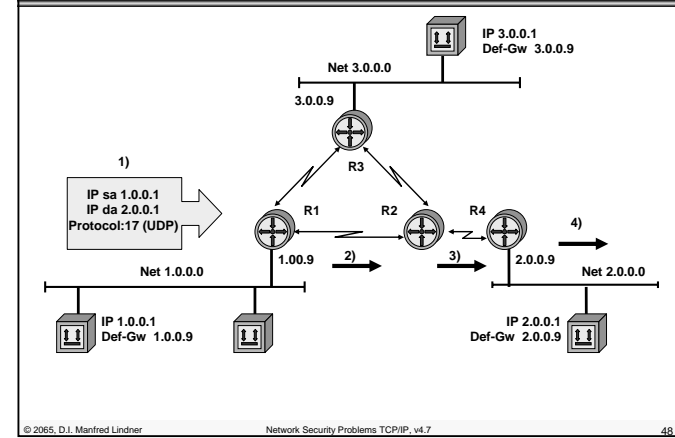 IP 3.0.0.1
Def-Gw 3.0.0.9
Net 3.0.0.0
3.0.0.9
R3
1)
IP sa 1.0.0.1
IP da 2.0.0.1
Protocol:17 (UDP)
R1
R2
R4
4)
1.00.9
2)
3)
2.0.0.9
Net 1.0.0.0
Net 2.0.0.0
IP 1.0.0.1
Def-Gw 1.0.0.9
IP 2.0.0.1
Def-Gw 2.0.0.9
© 2065, D.I. Manfred Lindner
Network Security Problems TCP/IP, v4.7
48